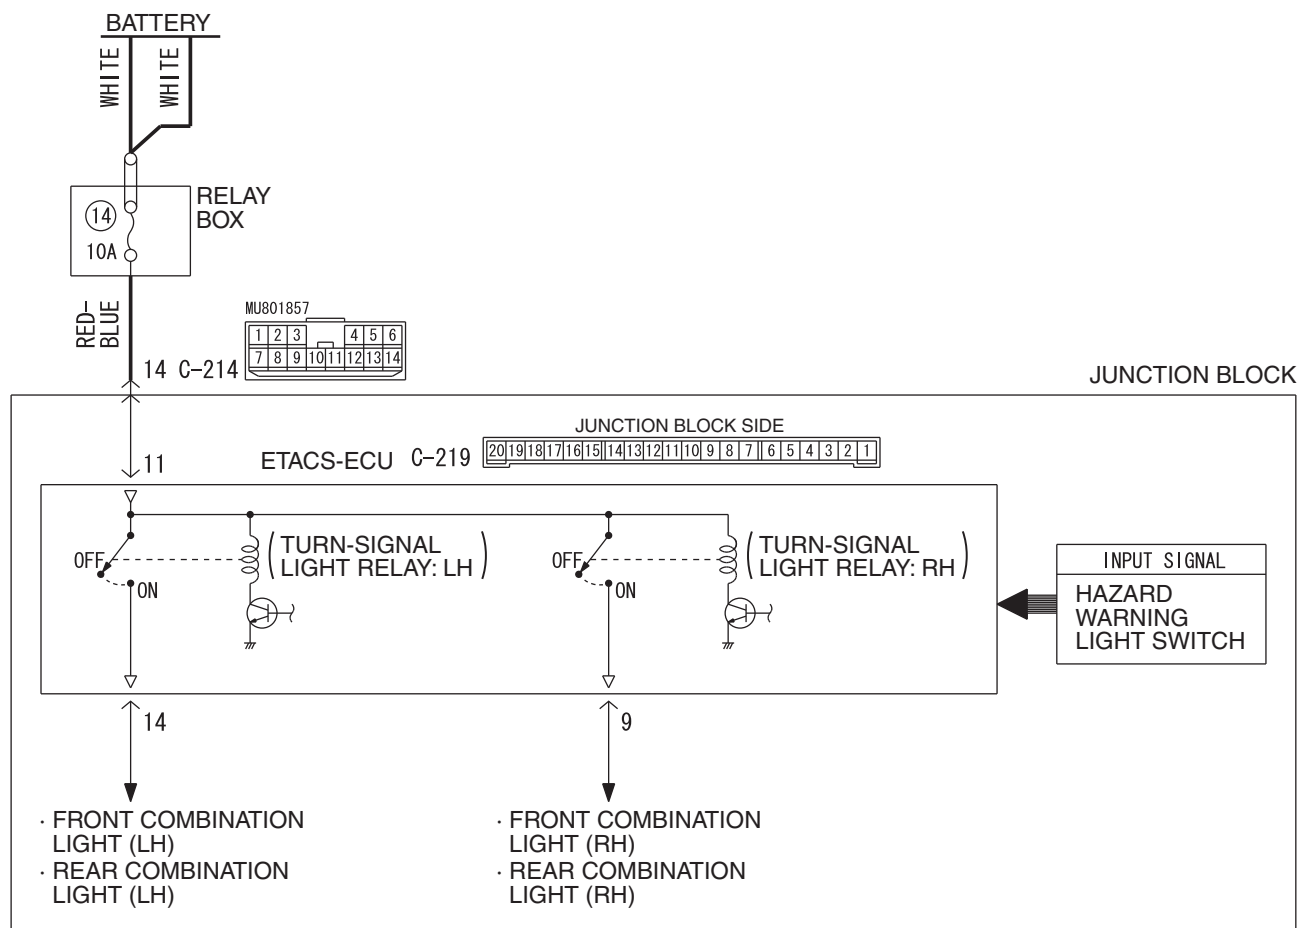 BATTERY
WHITE
WHITE
RELAY
BOX
14
10A
RED-
BLUE
MU801857
1 2 3 4 5 6
7 8 9 10 11 12 13 14
14 C-214
JUNCTION BLOCK
JUNCTION BLOCK SIDE
11
ETACS-ECU C-219
20 19 18 17 16 15 14 13 12 11 10 9 8 7 6 5 4 3 2 1
OFF
ON
(TURN-SIGNAL
LIGHT RELAY: LH)
OFF
ON
(TURN-SIGNAL
LIGHT RELAY: RH)
INPUT SIGNAL
HAZARD
WARNING
LIGHT SWITCH
14
9
· FRONT COMBINATION
LIGHT (LH)
· REAR COMBINATION
LIGHT (LH)
· FRONT COMBINATION
LIGHT (RH)
· REAR COMBINATION
LIGHT (RH)